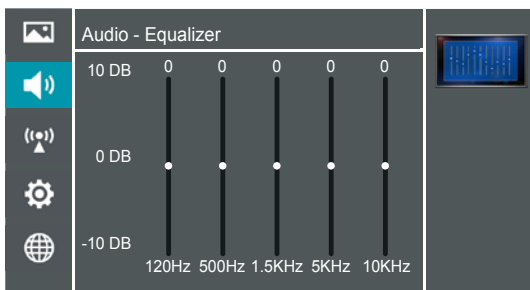 Audio - Equalizer
10 DB 0 0 0 0 0
0 DB
-10 DB
120Hz 500Hz 1.5KHz 5KHz 10KHz